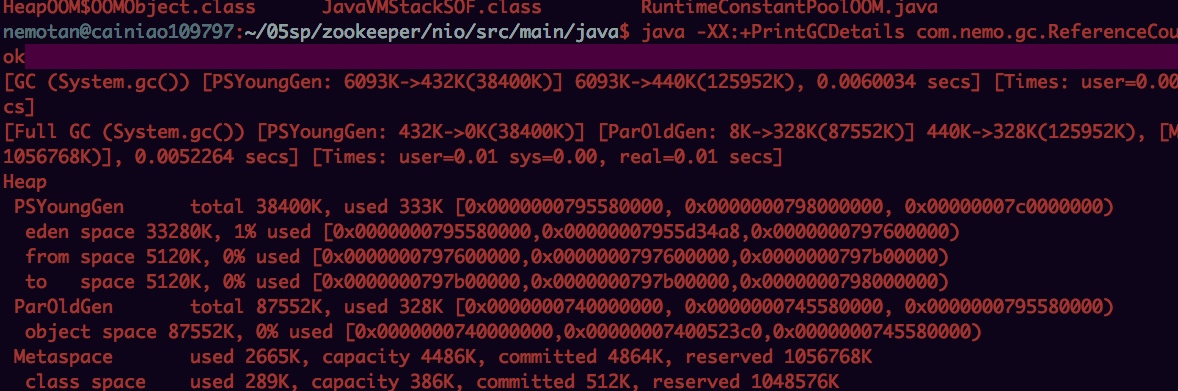 HeapOOM$OOMObject.class JavaVMStackSOF.class RuntimeConstantPoolOOM.java
nemotan@cainiao109797:~/05sp/zookeeper/nio/src/main/java$ java -XX:+PrintGCDetails com.nemo.gc.ReferenceCou
ok
[GC (System.gc()) [PSYoungGen: 6093K->432K(38400K)] 6093K->440K(125952K), 0.0060034 secs] [Times: user=0.00
cs]
[Full GC (System.gc()) [PSYoungGen: 432K->0K(38400K)] [ParOldGen: 8K->328K(87552K)] 440K->328K(125952K), [M
1056768K)], 0.0052264 secs] [Times: user=0.01 sys=0.00, real=0.01 secs]
Heap
PSYoungGen total 38400K, used 333K [0x0000000795580000, 0x0000000798000000, 0x00000007c0000000)
eden space 33280K, 1% used [0x0000000795580000,0x00000007955d34a8,0x0000000797600000)
from space 5120K, 0% used [0x0000000797600000,0x0000000797600000,0x0000000797b00000)
to space 5120K, 0% used [0x0000000797b00000,0x0000000797b00000,0x0000000798000000)
ParOldGen total 87552K, used 328K [0x0000000740000000, 0x0000000745580000, 0x0000000795580000)
object space 87552K, 0% used [0x0000000740000000,0x00000007400523c0,0x0000000745580000)
Metaspace used 2665K, capacity 4486K, committed 4864K, reserved 1056768K
class space used 289K, capacity 386K, committed 512K, reserved 1048576K